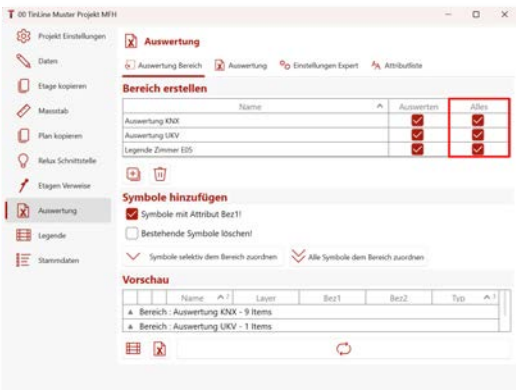 00 TinLine Muster Projekt MFH
Projekt Einstellungen
Daten
Etage kopieren
Massstab
Plan kopieren
Relux Schnittstelle
Etagen Verweise
Auswertung
Legende
Stammdaten
Auswertung
Auswertung Bereich Auswertung Einstellungen Expert Attributliste
Bereich erstellen
Name Auswerten Alles
Auswertung KNX
Auswertung UKV
Legende Zimmer E05
Symbole hinzufügen
Symbole mit Attribut Bez1!
Bestehende Symbole löschen!
Symbole selektiv dem Bereich zuordnen Alle Symbole dem Bereich zuordnen
Vorschau
Name Layer Bez1 Bez2 Typ
Bereich : Auswertung KNX - 9 Items
Bereich : Auswertung UKV - 1 Items